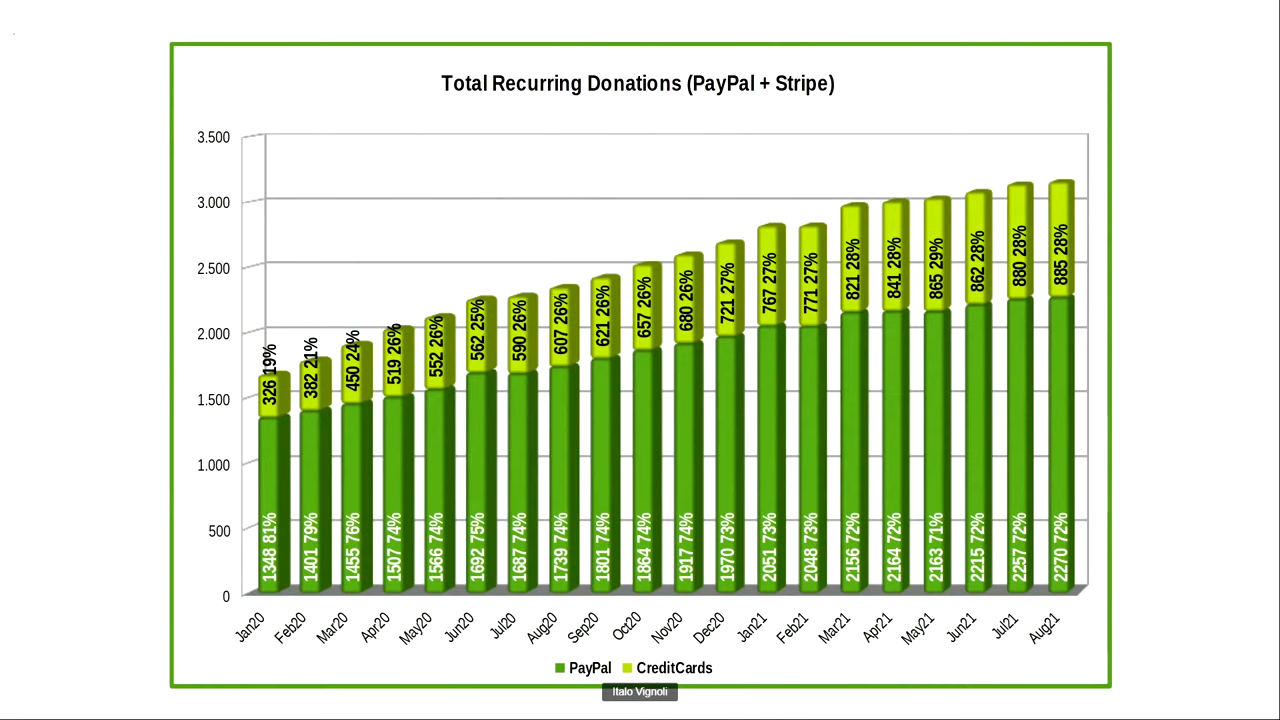 Total Recurring Donations (PayPal + Stripe)
3.500
3.000
2.500
2.000
1.500
1.000
500
0
326 19%
382 21%
450 24%
519 26%
552 26%
562 25%
590 26%
607 26%
621 26%
657 26%
680 26%
721 27%
767 27%
771 27%
821 28%
841 28%
865 29%
862 28%
880 28%
885 28%
1348 81%
1401 79%
1455 76%
1507 74%
1566 74%
1692 75%
1687 74%
1739 74%
1801 74%
1864 74%
1917 74%
1970 73%
2051 73%
2048 73%
2156 72%
2164 72%
2163 71%
2215 72%
2257 72%
2270 72%
Jan20
Feb20
Mar20
Apr20
May20
Jun20
Jul20
Aug20
Sep20
Oct20
Nov20
Dec20
Jan21
Feb21
Mar21
Apr21
May21
Jun21
Jul21
Aug21
PayPal
CreditCards
Italo Vignoli